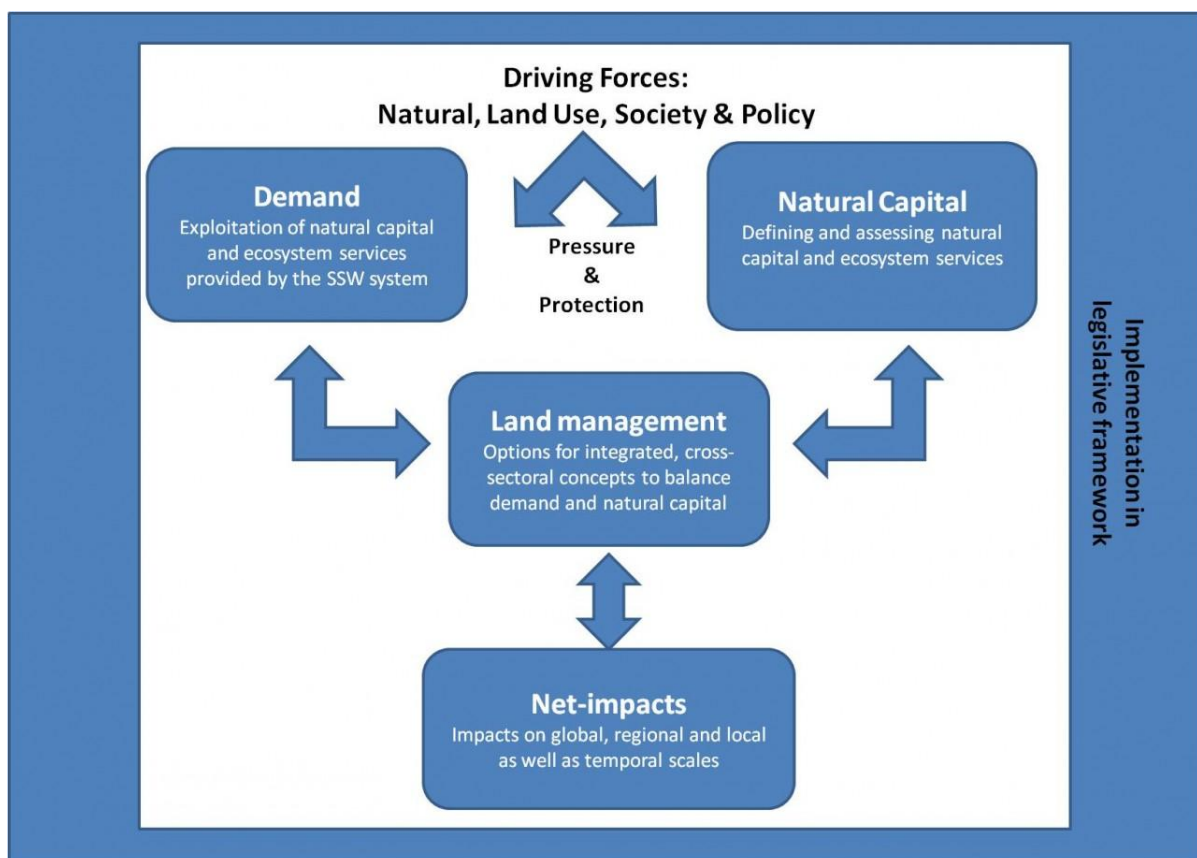 Driving Forces:
Natural, Land Use, Society & Policy
Demand
Exploitation of natural capital
and ecosystem services
provided by the SSW system
Pressure
&
Protection
Natural Capital
Defining and assessing natural
capital and ecosystem services
Land management
Options for integrated, cross-
sectoral concepts to balance
demand and natural capital
Net-impacts
Impacts on global, regional and local
as well as temporal scales
Implementation in
legislative framework